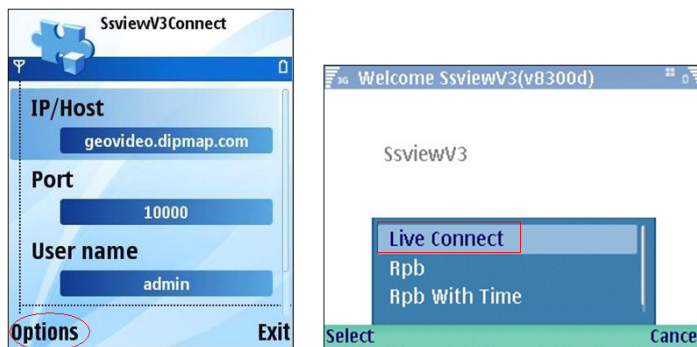 SsviewV3Connect
IP/Host
geovideo.dipmap.com
Port
10000
User name
admin
Options Exit
3G Welcome SsviewV3(v8300d)
SsviewV3
Live Connect
Rpb
Rpb With Time
Select Cance